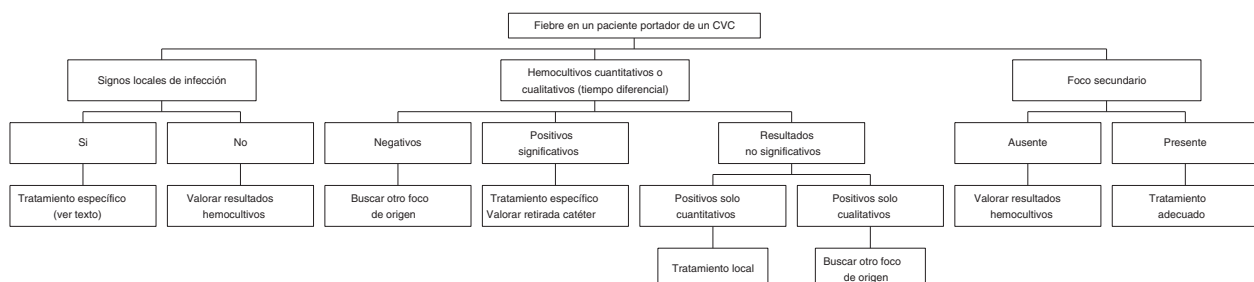 Fiebre en un paciente portador de un CVC
Signos locales de infección
Hemocultivos cuantitativos o
cualitativos (tiempo diferencial)
Foco secundario
Si
No
Negativos
Positivos
significativos
Resultados
no significativos
Ausente
Presente
Tratamiento específico
(ver texto)
Valorar resultados
hemocultivos
Buscar otro foco
de origen
Tratamiento específico
Valorar retirada catéter
Positivos solo
cuantitativos
Positivos solo
cualitativos
Valorar resultados
hemocultivos
Tratamiento
adecuado
Tratamiento local
Buscar otro foco
de origen